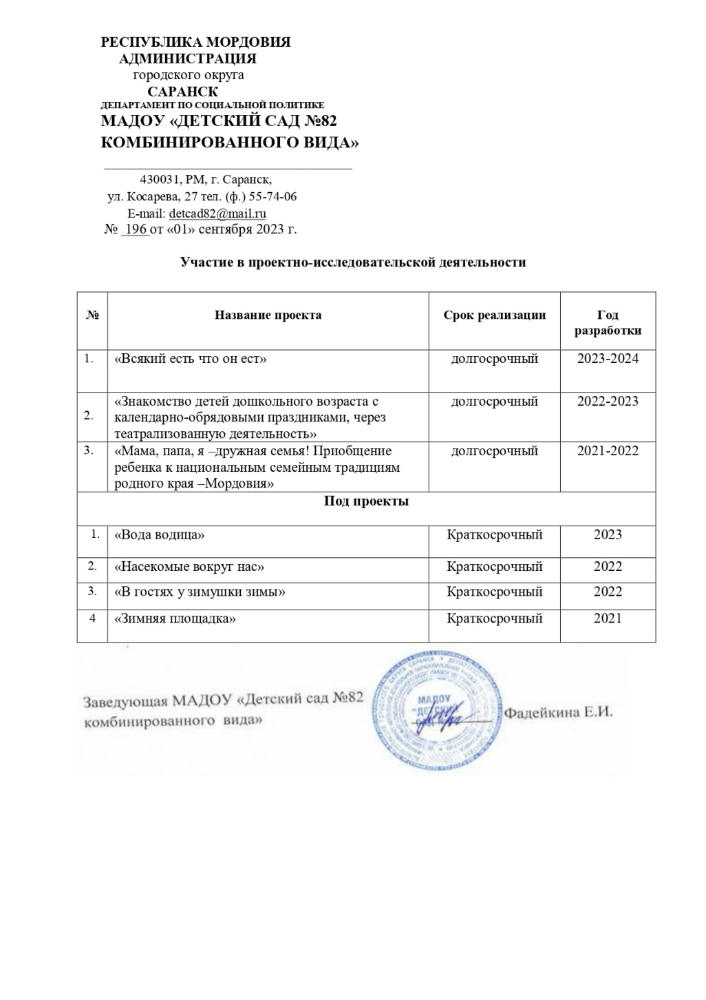 РЕСПУБЛИКА МОРДОВИЯ
АДМИНИСТРАЦИЯ
городского округа
САРАНСК
ДЕПАРТАМЕНТ ПО СОЦИАЛЬНОЙ ПОЛИТИКЕ
МАДОУ «ДЕТСКИЙ САД №82
КОМБИНИРОВАННОГО ВИДА»
430031, РМ, г. Саранск,
ул. Косарева, 27 тел. (ф.) 55-74-06
E-mail: detcad82@mail.ru
№ 196 от «01» сентября 2023 г.
Участие в проектно-исследовательской деятельности
№ Название проекта Срок реализации Год
разработки
1. «Всякий есть что он ест» долгосрочный 2023-2024
2. «Знакомство детей дошкольного возраста с долгосрочный 2022-2023
календарно-обрядовыми праздниками, через
театрализованную деятельность»
3. «Мама, папа, я –дружная семья! Приобщение долгосрочный 2021-2022
ребенка к национальным семейным традициям
родного края –Мордовия»
Под проекты
1. «Вода водица» Краткосрочный 2023
2. «Насекомые вокруг нас» Краткосрочный 2022
3. «В гостях у зимушки зимы» Краткосрочный 2022
4 «Зимняя площадка» Краткосрочный 2021
Заведующая МАДОУ «Детский сад №82
комбинированного вида»
МАДОУ
"ДЕТСКИЙ
Фадейкина Е.И.